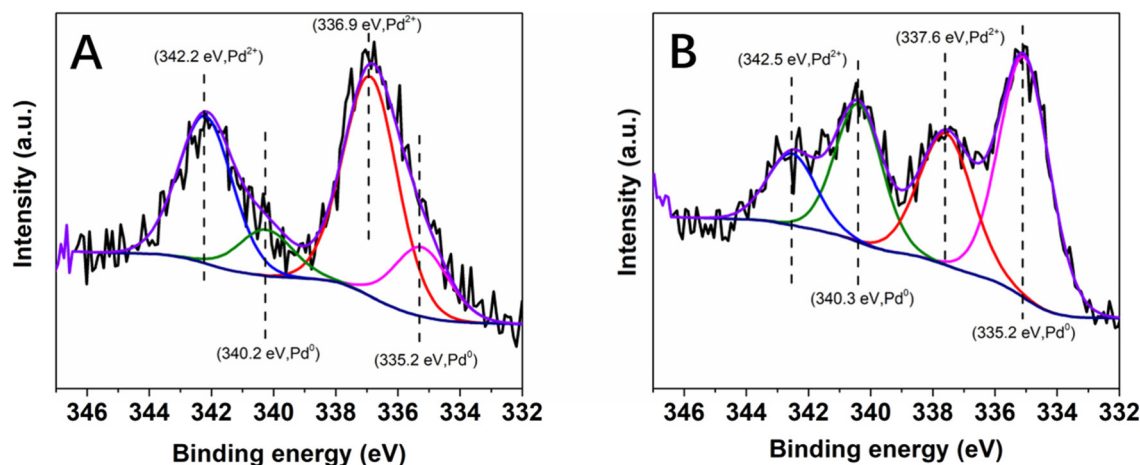 A
(336.9 eV,Pd²⁺)
(342.2 eV,Pd²⁺)
(340.2 eV,Pd⁰)
(335.2 eV,Pd⁰)
Intensity (a.u.)
346 344 342 340 338 336 334 332
Binding energy (eV)
B
(337.6 eV,Pd²⁺)
(342.5 eV,Pd²⁺)
(340.3 eV,Pd⁰)
(335.2 eV,Pd⁰)
Intensity (a.u.)
346 344 342 340 338 336 334 332
Binding energy (eV)